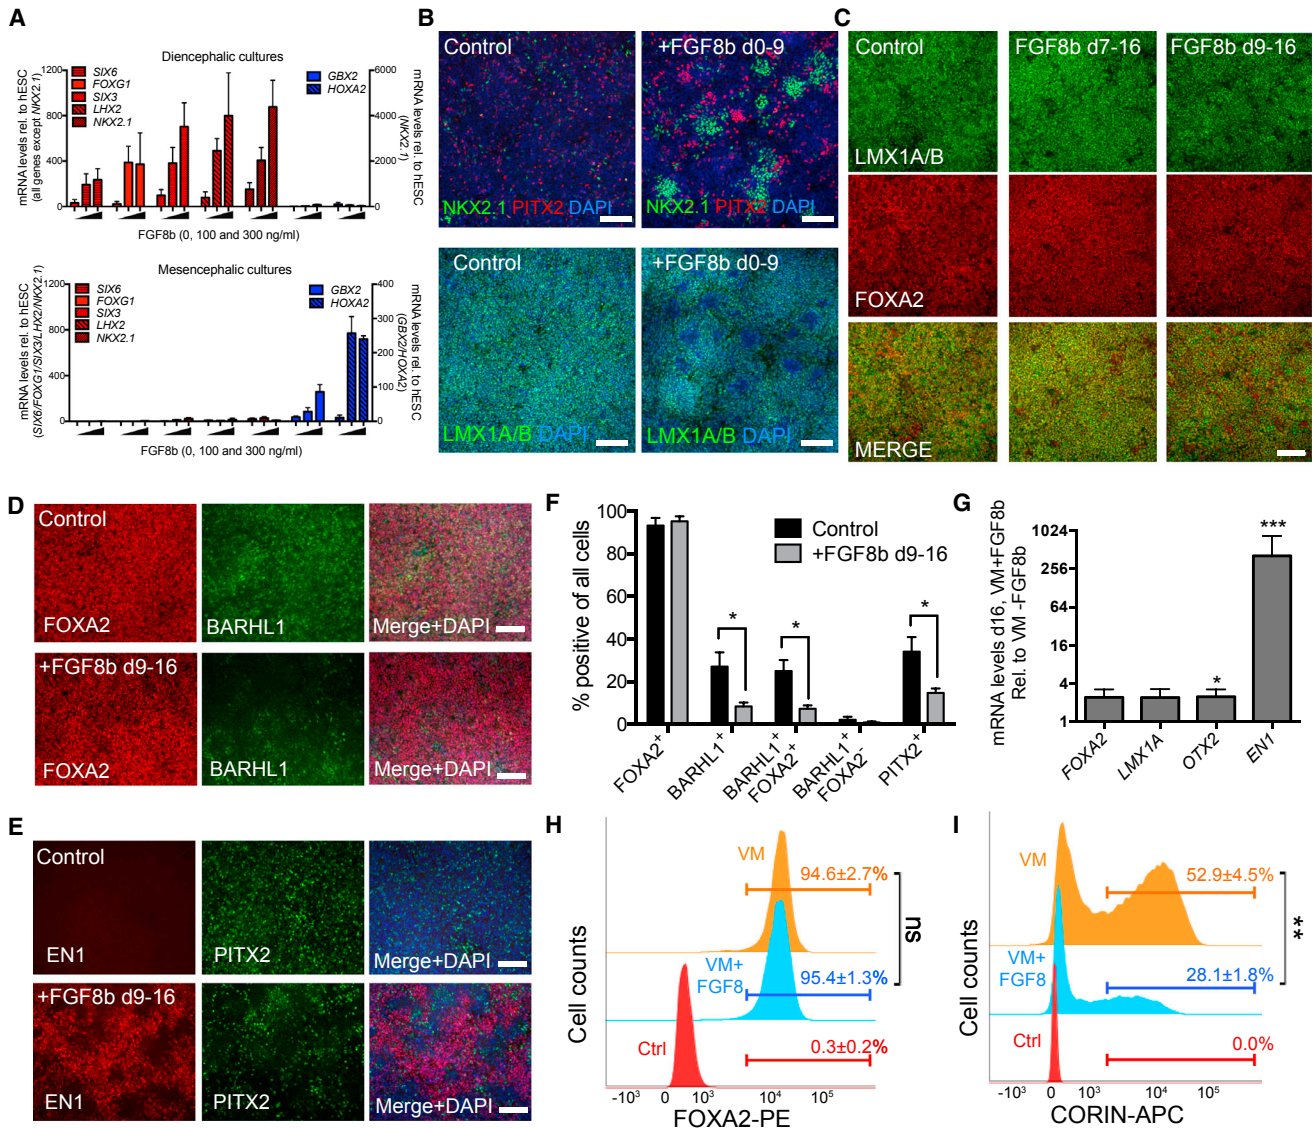 A
Diencephalic cultures
mRNA levels rel. to hESC
(all genes except NKX2.1)
1200
800
400
0
SIX6
FOXG1
SIX3
LHX2
NKX2.1
GBX2
HOXA2
6000
4000
2000
0
mRNA levels rel. to hESC
(NKX2.1)
FGF8b (0, 100 and 300 ng/ml)
Mesencephalic cultures
mRNA levels rel. to hESC
(SIX6/FOXG1/SIX3/LHX2/NKX2.1)
1200
800
400
0
SIX6
FOXG1
SIX3
LHX2
NKX2.1
GBX2
HOXA2
400
300
200
100
0
mRNA levels rel. to hESC
(GBX2/HOXA2)
FGF8b (0, 100 and 300 ng/ml)
B
Control
+FGF8b d0-9
NKX2.1 PITX2 DAPI
NKX2.1 PITX2 DAPI
Control
+FGF8b d0-9
LMX1A/B DAPI
LMX1A/B DAPI
C
Control
FGF8b d7-16
FGF8b d9-16
LMX1A/B
FOXA2
MERGE
D
Control
FOXA2
BARHL1
Merge+DAPI
+FGF8b d9-16
FOXA2
BARHL1
Merge+DAPI
E
Control
EN1
PITX2
Merge+DAPI
+FGF8b d9-16
EN1
PITX2
Merge+DAPI
F
% positive of all cells
100
80
60
40
20
0
Control
+FGF8b d9-16
*
*
*
FOXA2+
BARHL1+
BARHL1+
FOXA2+
BARHL1+
FOXA2-
PITX2+
G
mRNA levels d16, VM+FGF8b
Rel. to VM -FGF8b
1024
256
64
16
4
1
*
***
FOXA2
LMX1A
OTX2
EN1
H
Cell counts
VM
94.6±2.7%
VM+
FGF8
95.4±1.3%
ns
Ctrl
0.3±0.2%
-10³ 0 10³ 10⁴ 10⁵
FOXA2-PE
I
Cell counts
VM
52.9±4.5%
VM+
FGF8
28.1±1.8%
**
Ctrl
0.0%
-10³ 0 10³ 10⁴ 10⁵
CORIN-APC